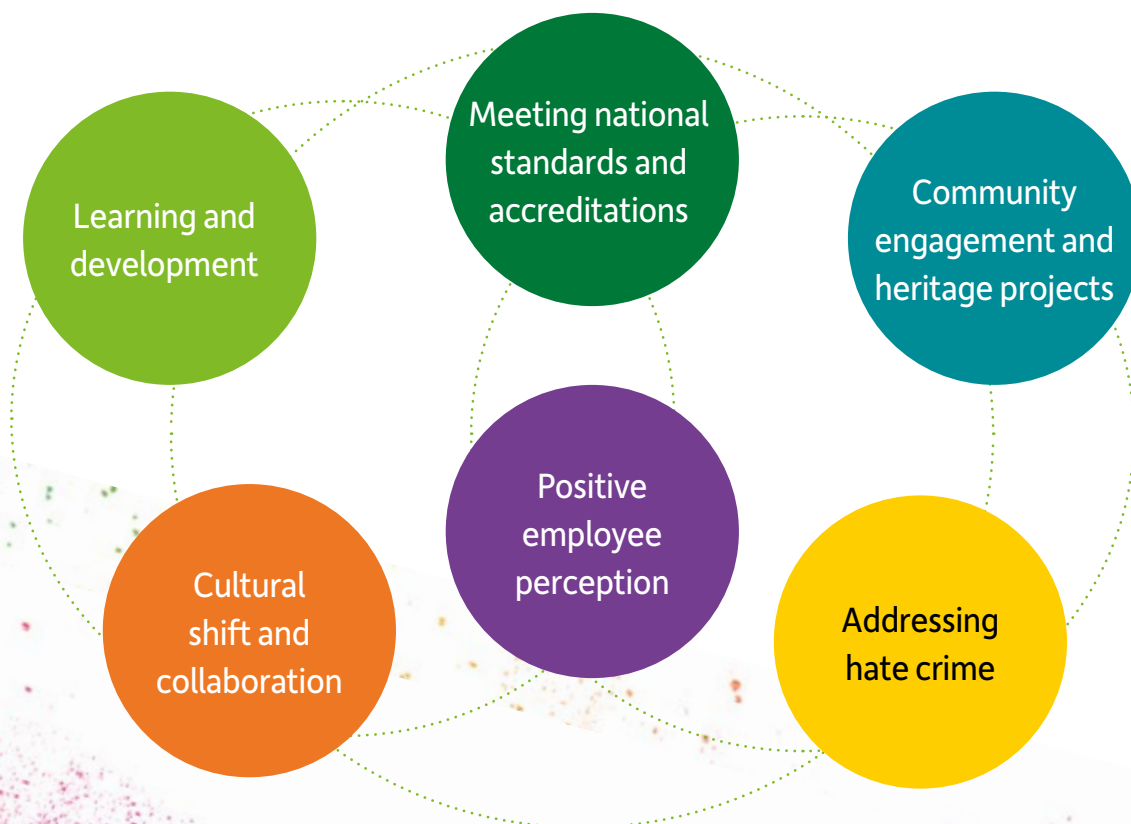 Learning and
development
Meeting national
standards and
accreditations
Community
engagement and
heritage projects
Cultural
shift and
collaboration
Positive
employee
perception
Addressing
hate crime